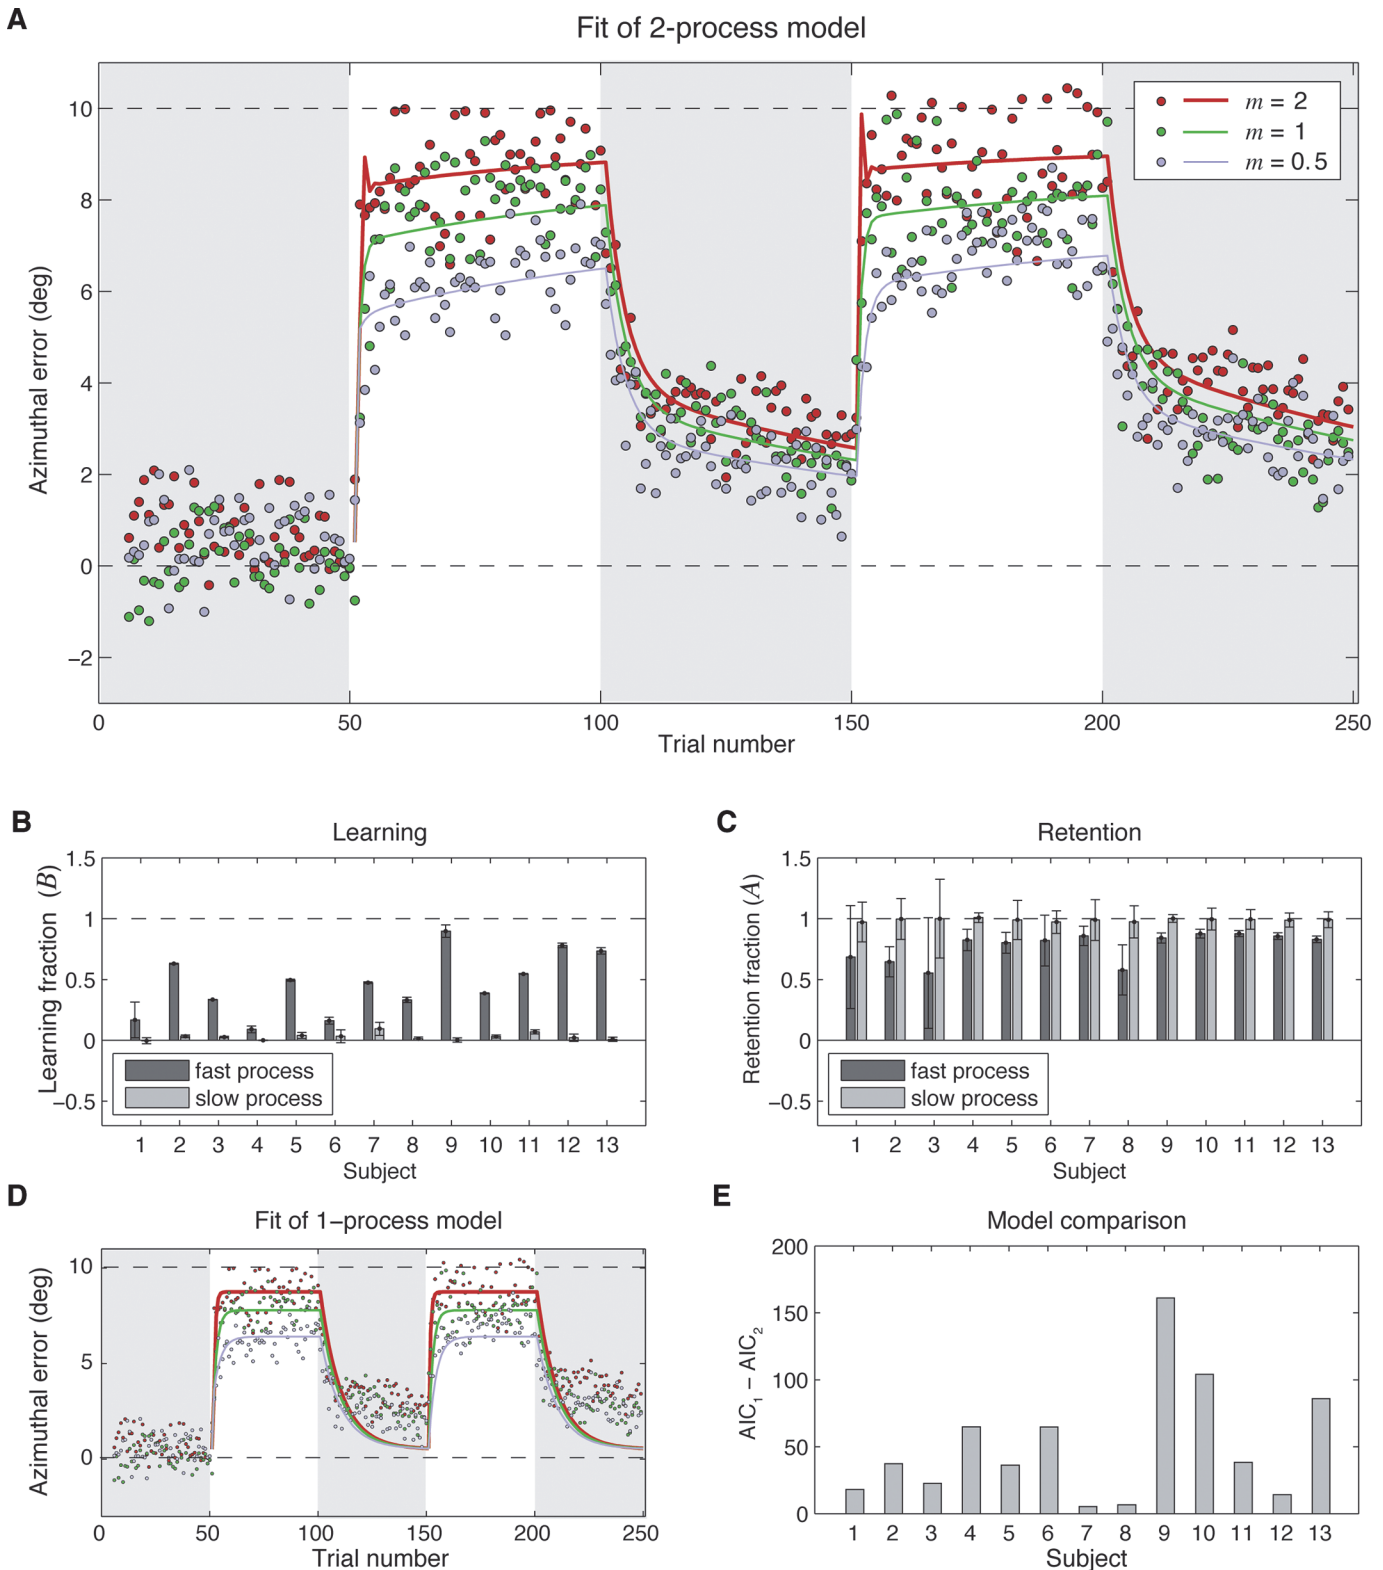 A
Fit of 2-process model
Azimuthal error (deg)
10
8
6
4
2
0
−2
m = 2
m = 1
m = 0.5
0 50 100 150 200 250
Trial number
B
Learning
Learning fraction (B)
1.5
1
0.5
0
−0.5
fast process
slow process
1 2 3 4 5 6 7 8 9 10 11 12 13
Subject
C
Retention
Retention fraction (A)
1.5
1
0.5
0
−0.5
fast process
slow process
1 2 3 4 5 6 7 8 9 10 11 12 13
Subject
D
Fit of 1−process model
Azimuthal error (deg)
10
5
0
0 50 100 150 200 250
Trial number
E
Model comparison
AIC₁ − AIC₂
200
150
100
50
0
1 2 3 4 5 6 7 8 9 10 11 12 13
Subject